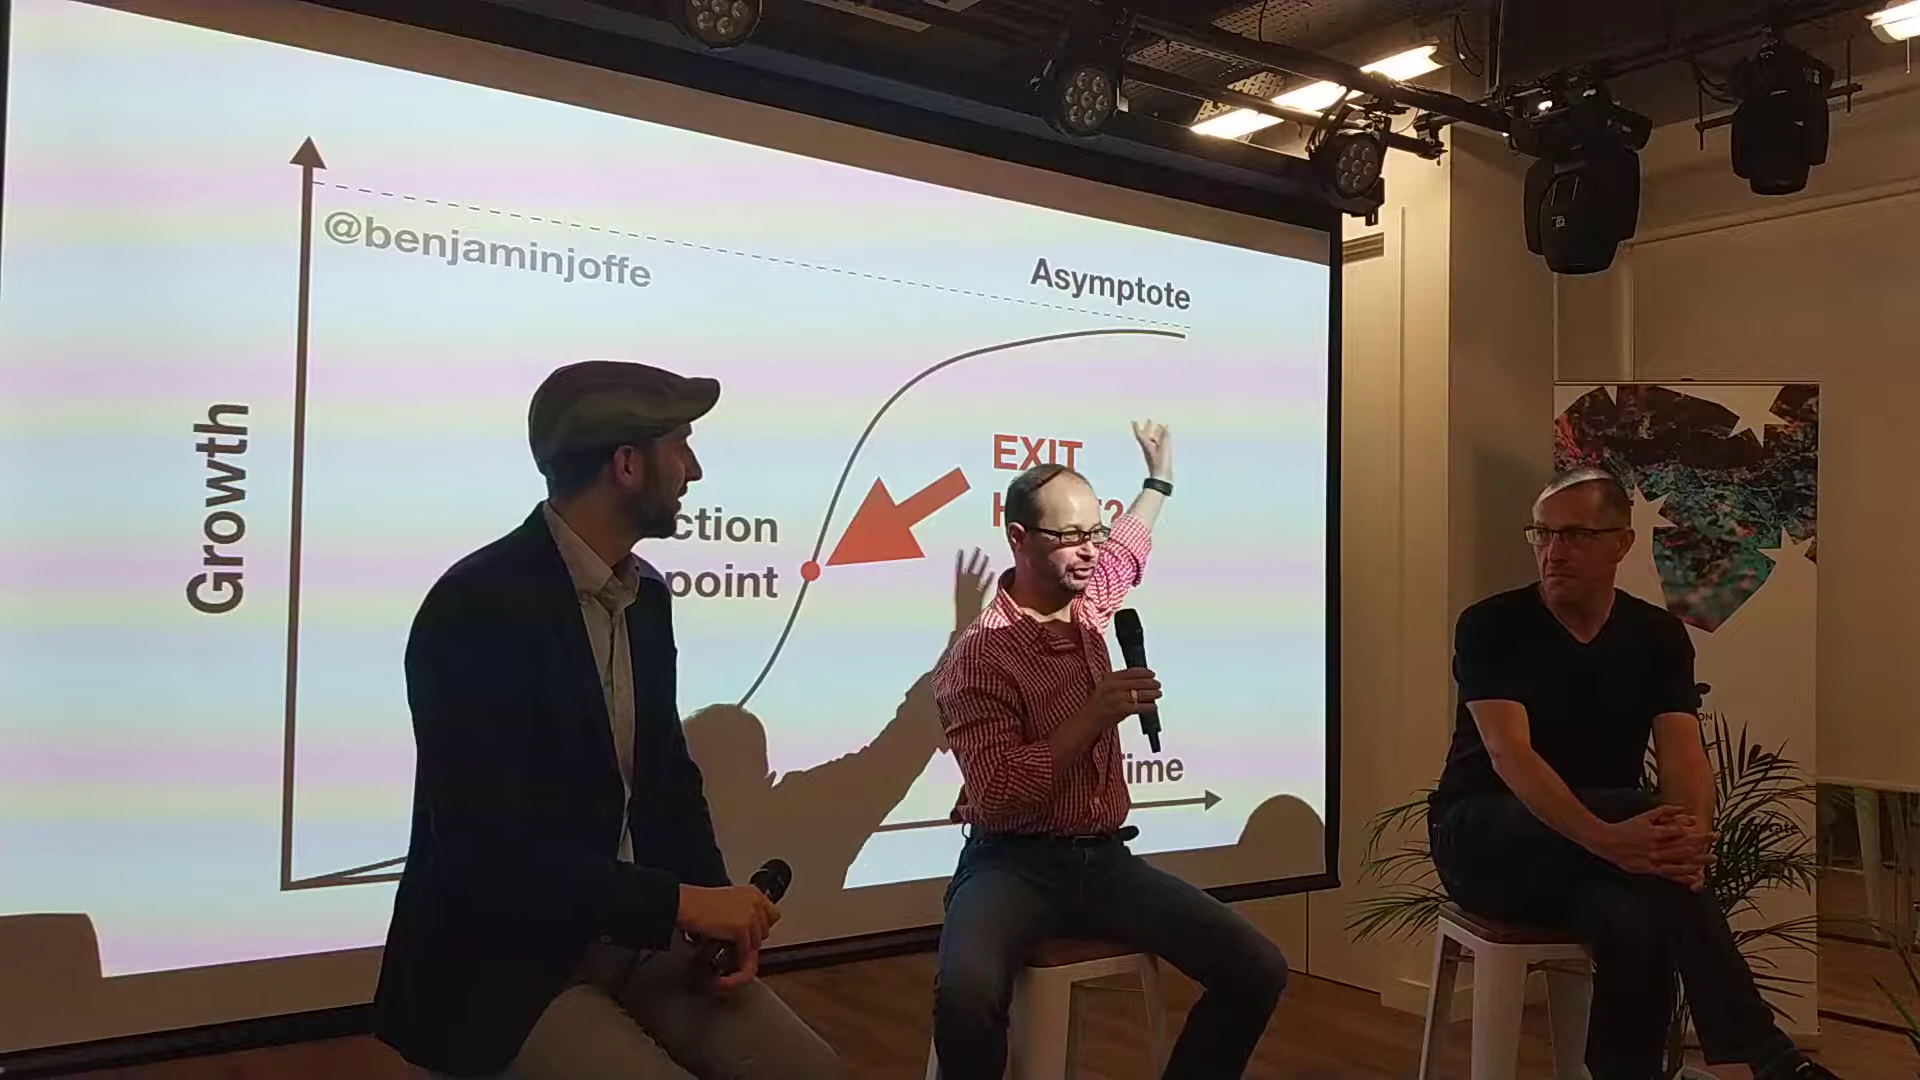 @benjaminjoffe
Asymptote
Growth
EXIT
ction
point
ime